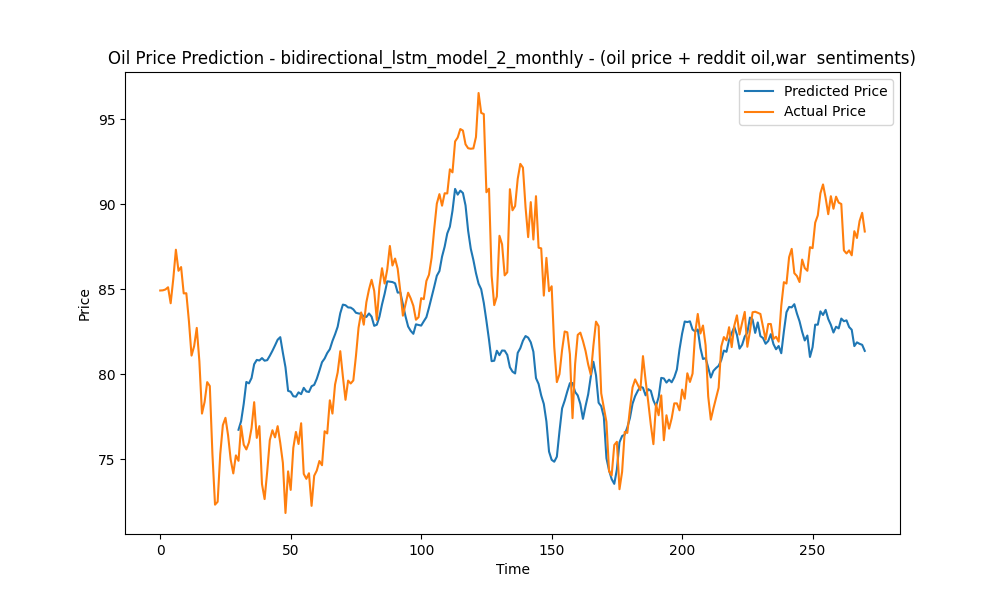 Oil Price Prediction - bidirectional_lstm_model_2_monthly - (oil price + reddit oil,war  sentiments)
Predicted Price
Actual Price
95
90
85
80
75
Price
0 50 100 150 200 250
Time